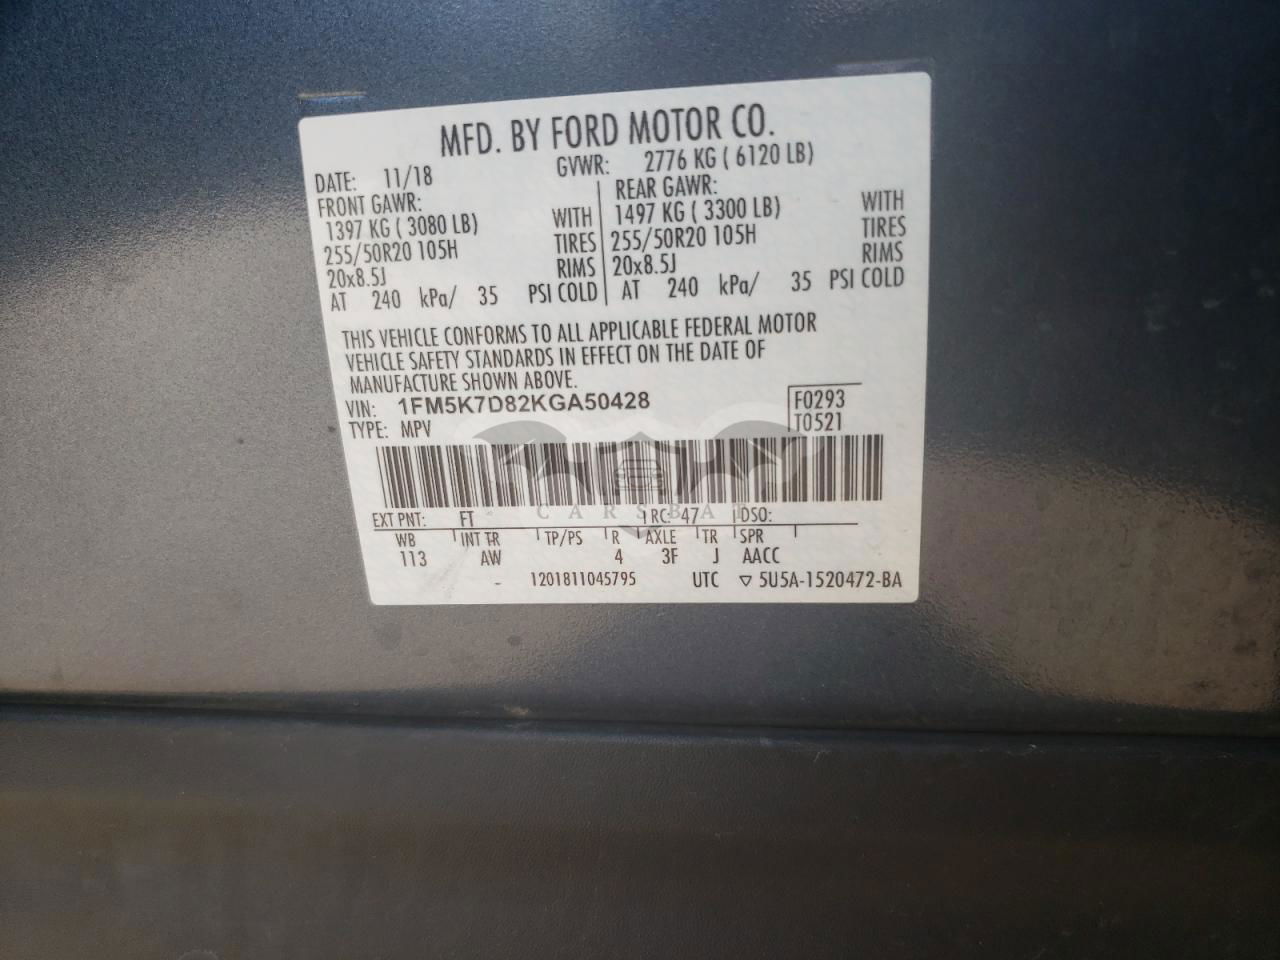 MFD. BY FORD MOTOR CO.
DATE: 11/18 GVWR: 2776 KG ( 6120 LB)
FRONT GAWR: REAR GAWR:
1397 KG ( 3080 LB) WITH 1497 KG ( 3300 LB) WITH
255/50R20 105H TIRES 255/50R20 105H TIRES
20x8.5J RIMS 20x8.5J RIMS
AT 240 kPa/ 35 PSI COLD AT 240 kPa/ 35 PSI COLD
THIS VEHICLE CONFORMS TO ALL APPLICABLE FEDERAL MOTOR
VEHICLE SAFETY STANDARDS IN EFFECT ON THE DATE OF
MANUFACTURE SHOWN ABOVE.
VIN: 1FM5K7D82KGA50428 F0293
TYPE: MPV T0521
CARSBAT
EXT PNT: FT RC: 47 DSO:
WB INT TR TP/PS R AXLE TR SPR
113 AW 4 3F J AACC
- 1201811045795 UTC ▽ 5U5A-1520472-BA